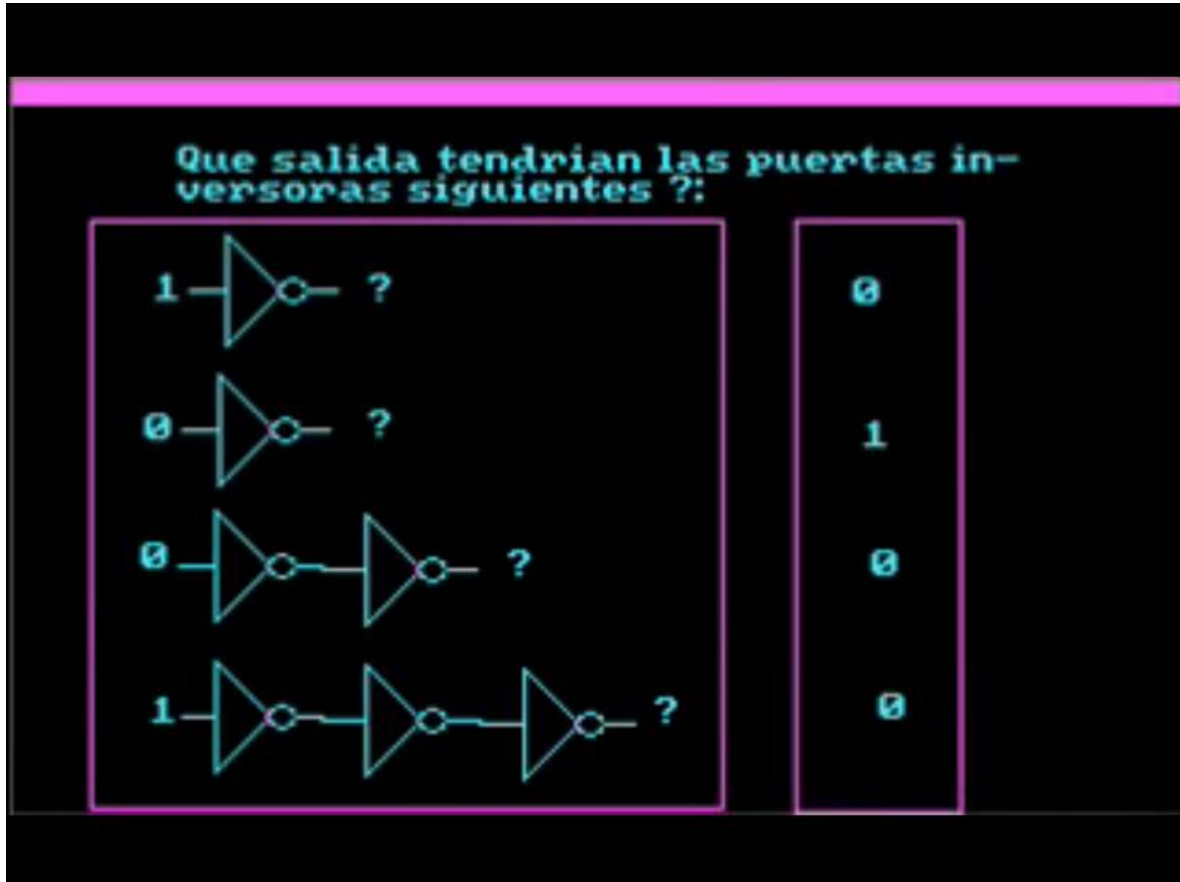 Que salida tendrian las puertas in-
versoras siguientes ?:
1 ? 0
0 ? 1
0 ? 0
1 ? 0